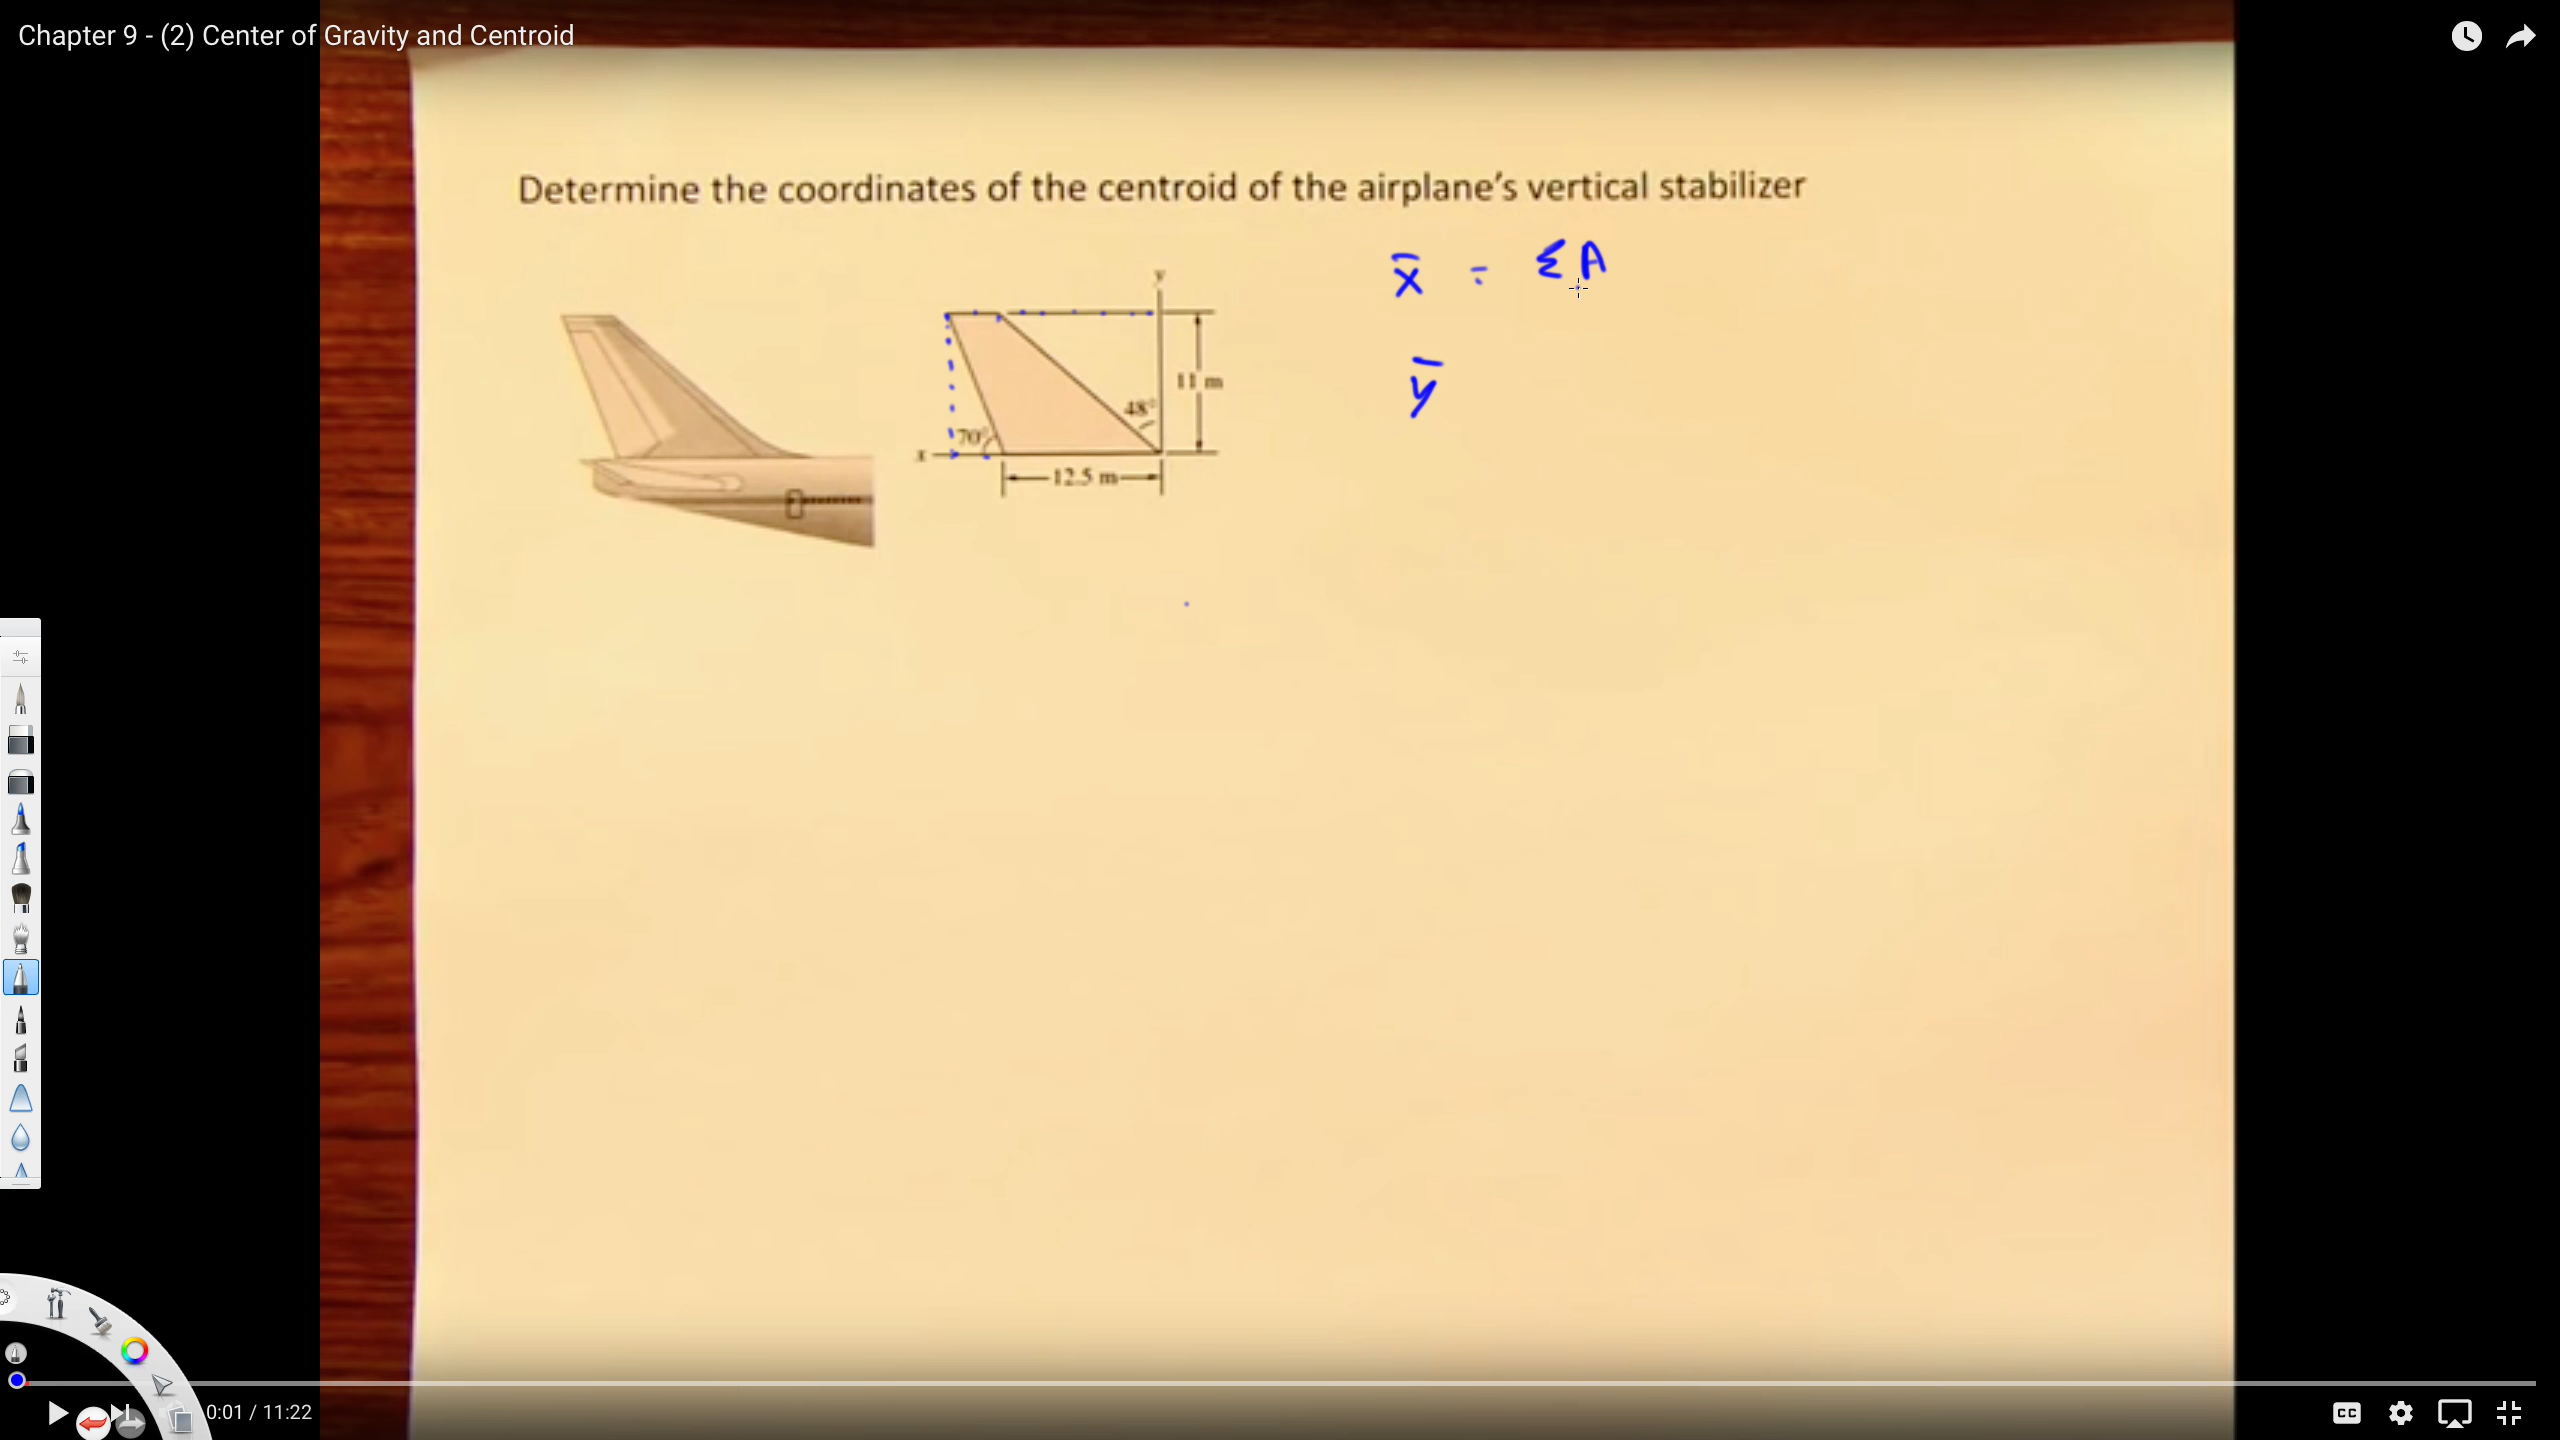 Chapter 9 - (2) Center of Gravity and Centroid
Determine the coordinates of the centroid of the airplane's vertical stabilizer
x̄ = Σ A
ȳ
y
11 m
48°
70°
x
12.5 m
0:01 / 11:22
CC